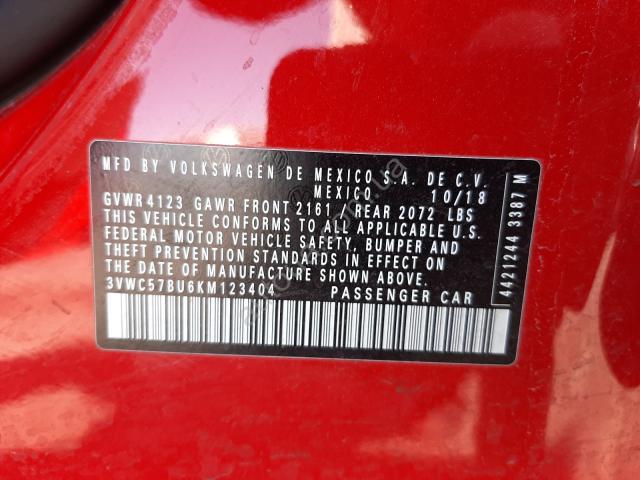 MFD BY VOLKSWAGEN DE MEXICO S.A. DE C.V.
MEXICO 10/18
GVWR 4123 GAWR FRONT 2161 REAR 2072 LBS
THIS VEHICLE CONFORMS TO ALL APPLICABLE U.S.
FEDERAL MOTOR VEHICLE SAFETY, BUMPER AND
THEFT PREVENTION STANDARDS IN EFFECT ON
THE DATE OF MANUFACTURE SHOWN ABOVE.
3VWC57BU6KM123404 PASSENGER CAR
4421244 3387 M